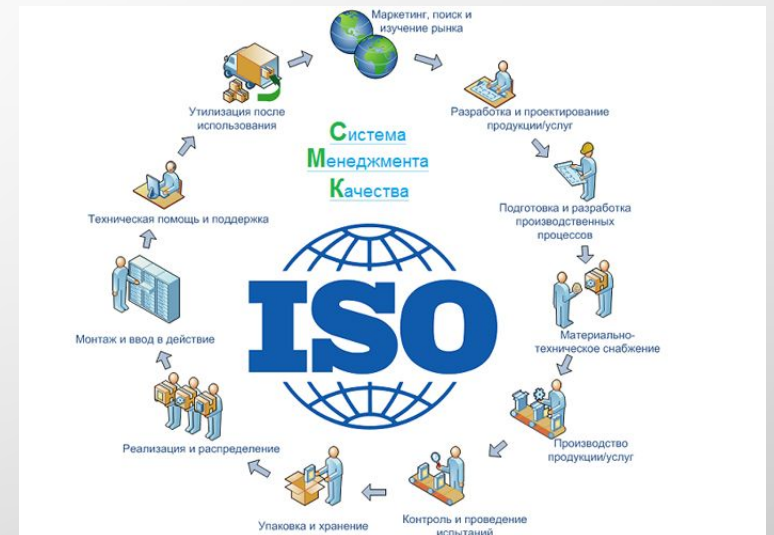 Маркетинг, поиск и
изучение рынка
Разработка и проектирование
продукции/услуг
Подготовка и разработка
производственных
процессов
Материально-
техническое снабжение
Производство
продукции/услуг
Контроль и проведение
испытаний
Упаковка и хранение
Реализация и распределение
Монтаж и ввод в действие
Техническая помощь и поддержка
Утилизация после
использования
Система
Менеджмента
Качества
ISO